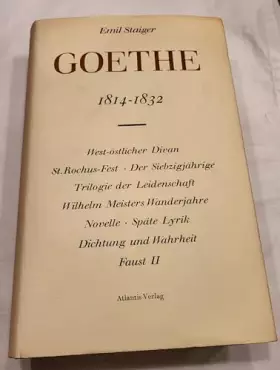 Emil Staiger
GOETHE
1814-1832
West-östlicher Divan
St. Rochus-Fest · Der Siebzigjährige
Trilogie der Leidenschaft
Wilhelm Meisters Wanderjahre
Novelle · Späte Lyrik
Dichtung und Wahrheit
Faust II
Atlantis Verlag